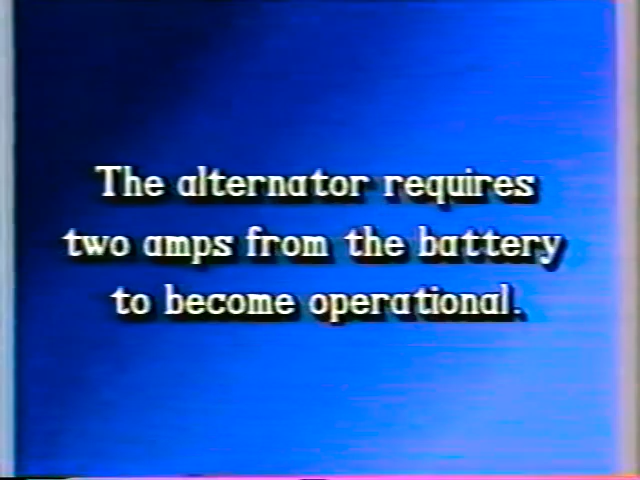 The alternator requires
two amps from the battery
to become operational.